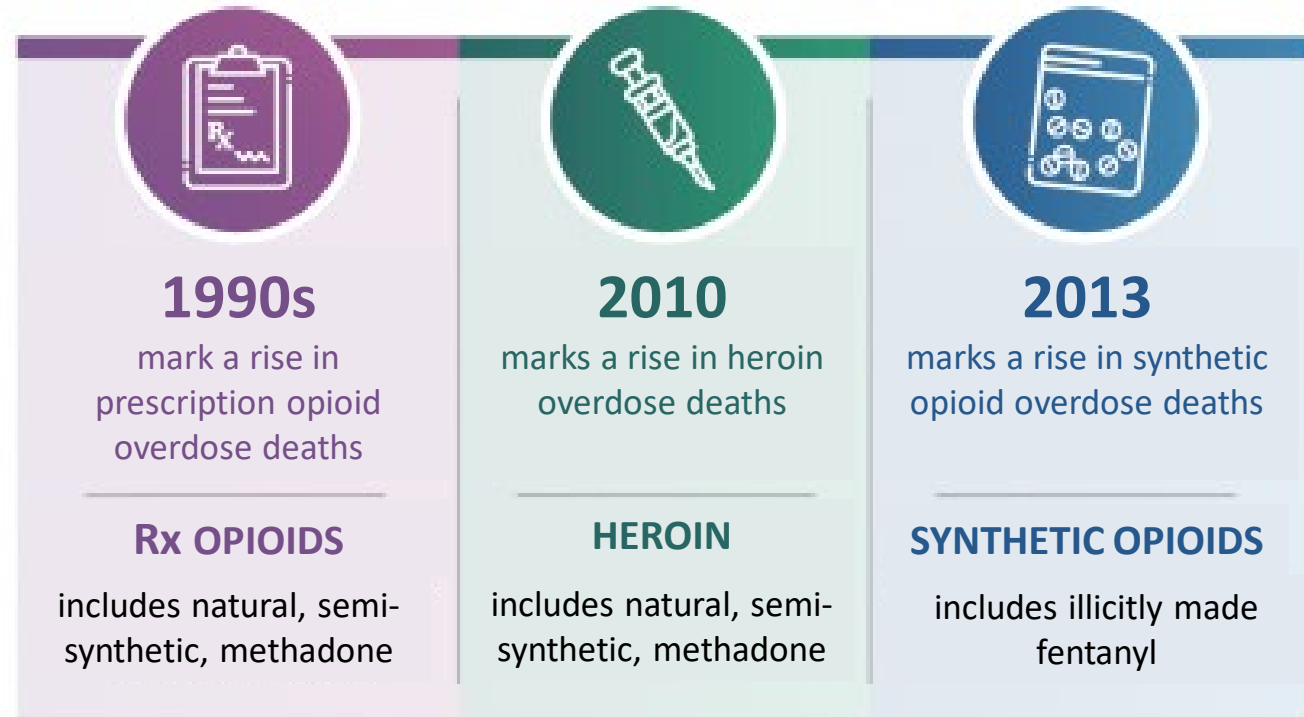 Rx
1990s
mark a rise in
prescription opioid
overdose deaths
Rx OPIOIDS
includes natural, semi-
synthetic, methadone
2010
marks a rise in heroin
overdose deaths
HEROIN
includes natural, semi-
synthetic, methadone
2013
marks a rise in synthetic
opioid overdose deaths
SYNTHETIC OPIOIDS
includes illicitly made
fentanyl